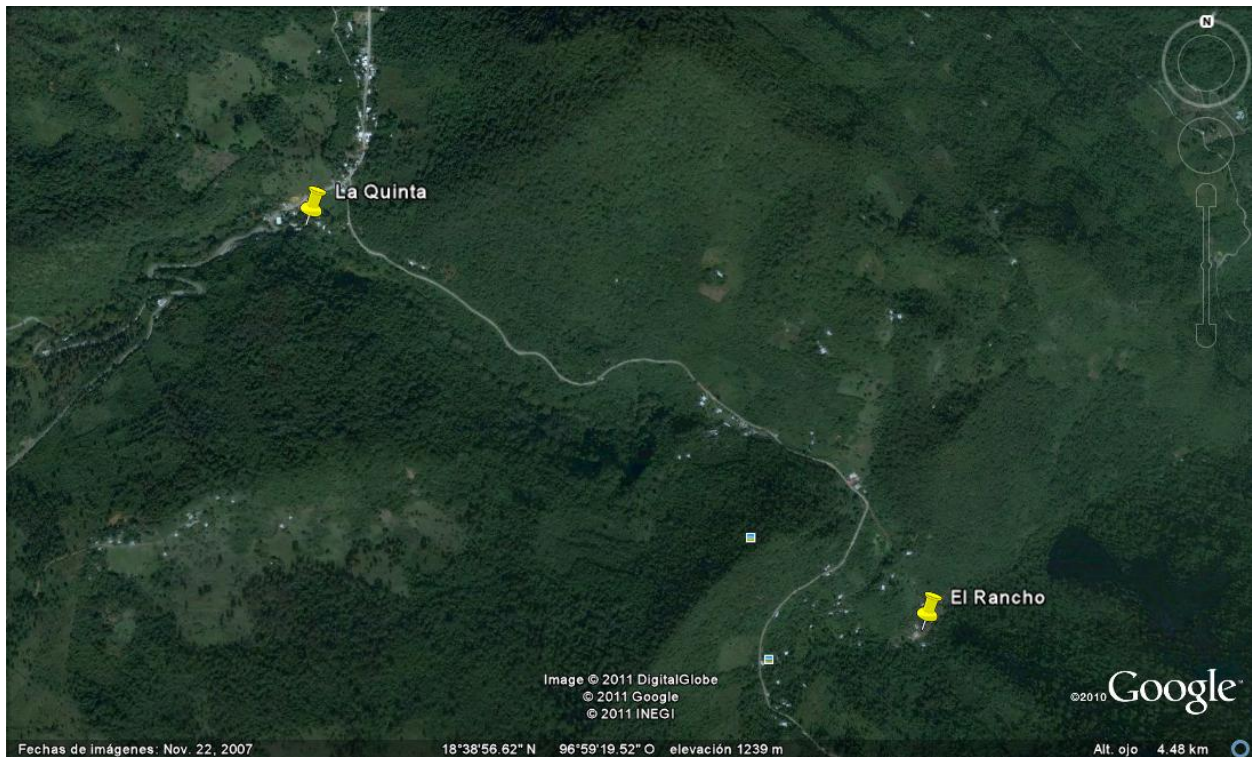 N
La Quinta
El Rancho
Image © 2011 DigitalGlobe
© 2011 Google
© 2011 INEGI
©2010 Google™
Fechas de imágenes: Nov. 22, 2007 18°38'56.62" N 96°59'19.52" O elevación 1239 m Alt. ojo 4.48 km